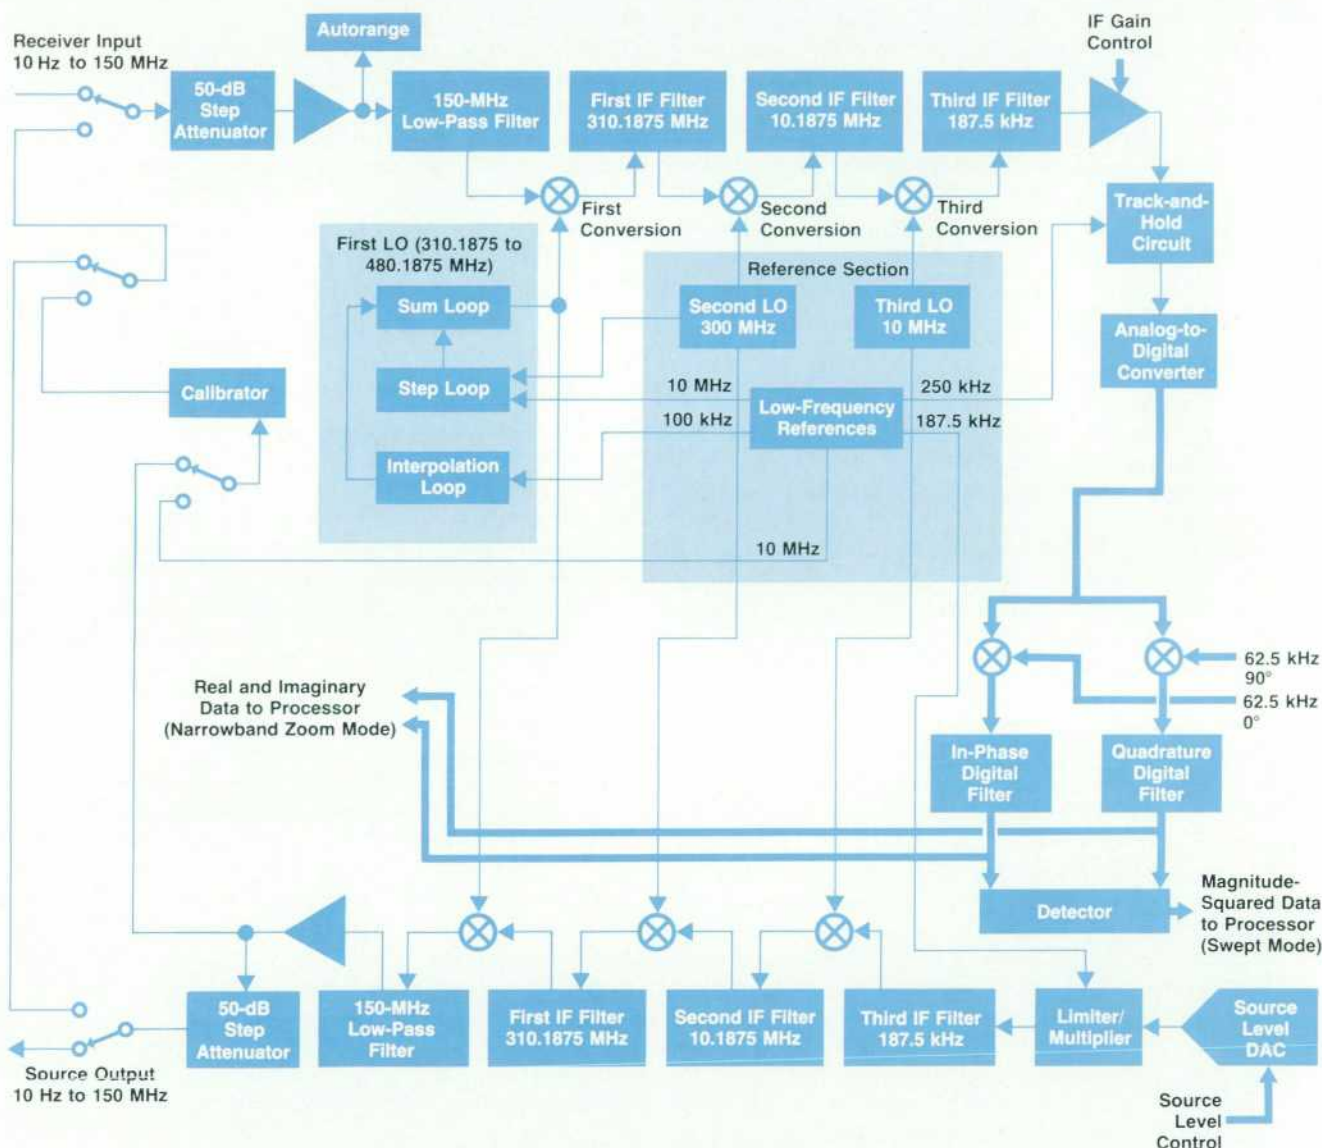 Receiver Input
10 Hz to 150 MHz
50-dB
Step
Attenuator
Autorange
150-MHz
Low-Pass Filter
First IF Filter
310.1875 MHz
Second IF Filter
10.1875 MHz
Third IF Filter
187.5 kHz
IF Gain
Control
First
Conversion
Second
Conversion
Third
Conversion
Track-and-
Hold
Circuit
Analog-to-
Digital
Converter
First LO (310.1875 to
480.1875 MHz)
Sum Loop
Step Loop
Interpolation
Loop
Reference Section
Second LO
300 MHz
Third LO
10 MHz
10 MHz
100 kHz
Low-Frequency
References
250 kHz
187.5 kHz
10 MHz
Calibrator
62.5 kHz
90°
62.5 kHz
0°
Real and Imaginary
Data to Processor
(Narrowband Zoom Mode)
In-Phase
Digital
Filter
Quadrature
Digital
Filter
Detector
Magnitude-
Squared Data
to Processor
(Swept Mode)
50-dB
Step
Attenuator
150-MHz
Low-Pass
Filter
First IF Filter
310.1875 MHz
Second IF Filter
10.1875 MHz
Third IF Filter
187.5 kHz
Limiter/
Multiplier
Source
Level
DAC
Source Output
10 Hz to 150 MHz
Source
Level
Control